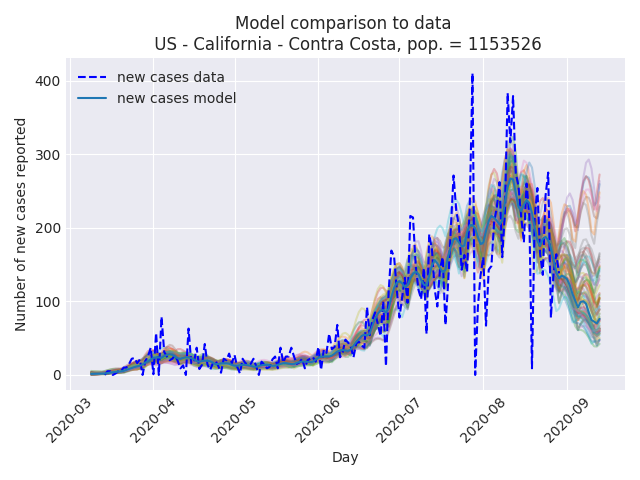 Model comparison to data
US - California - Contra Costa, pop. = 1153526
new cases data
new cases model
Number of new cases reported
400
300
200
100
0
2020-03
2020-04
2020-05
2020-06
2020-07
2020-08
2020-09
Day